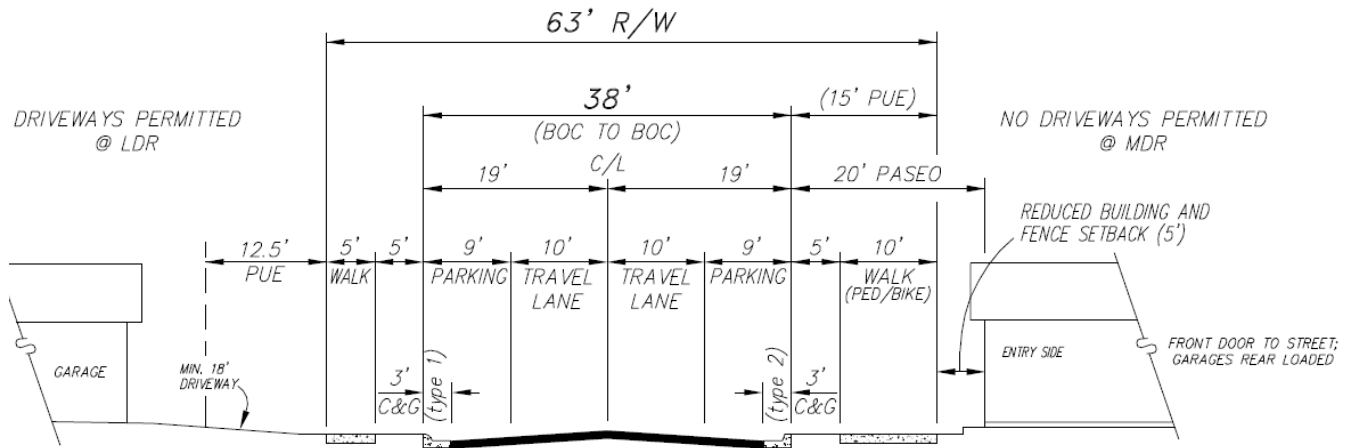 63' R/W
38'
(BOC TO BOC)
C/L
(15' PUE)
DRIVEWAYS PERMITTED
@ LDR
NO DRIVEWAYS PERMITTED
@ MDR
19'
19'
20' PASEO
REDUCED BUILDING AND
FENCE SETBACK (5')
12.5'
PUE
5'
WALK
5'
9'
PARKING
10'
TRAVEL
LANE
10'
TRAVEL
LANE
9'
PARKING
5'
10'
WALK
(PED/BIKE)
GARAGE
MIN. 18'
DRIVEWAY
3'
C&G
(type 1)
(type 2)
3'
C&G
ENTRY SIDE
FRONT DOOR TO STREET;
GARAGES REAR LOADED